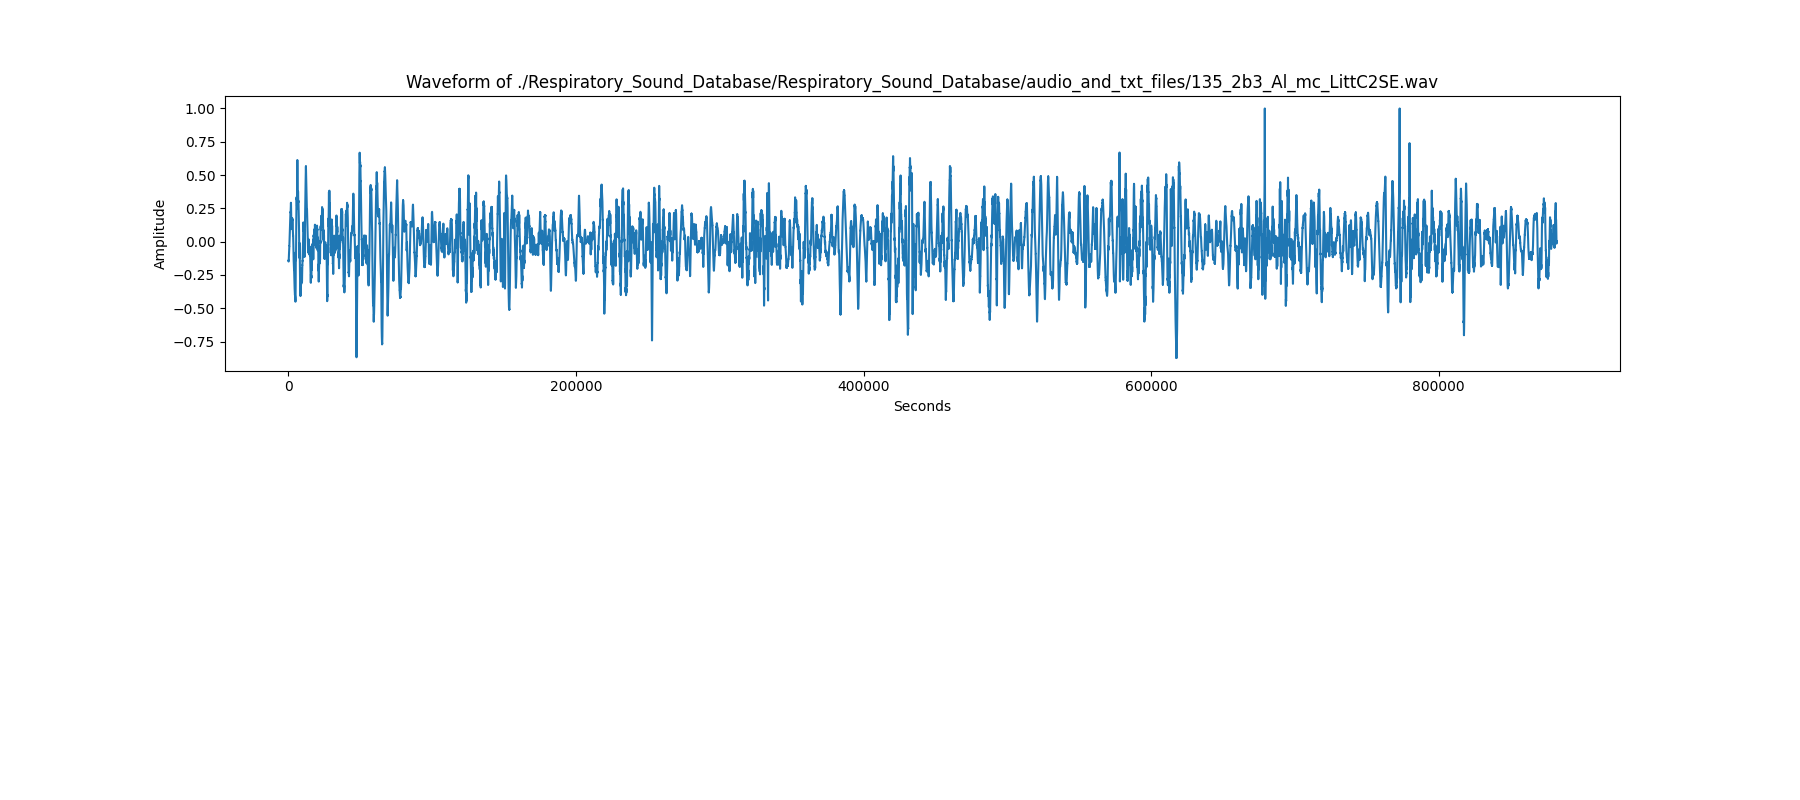 Waveform of ./Respiratory_Sound_Database/Respiratory_Sound_Database/audio_and_txt_files/135_2b3_Al_mc_LittC2SE.wav
1.00
0.75
0.50
0.25
0.00
−0.25
−0.50
−0.75
Amplitude
0 200000 400000 600000 800000
Seconds